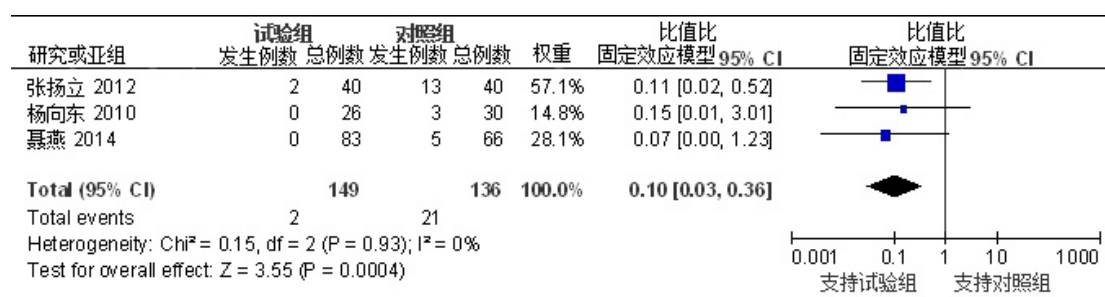 试验组 对照组 比值比 比值比
研究或亚组 发生例数 总例数 发生例数 总例数 权重 固定效应模型 95% CI 固定效应模型 95% CI
张扬立 2012 2 40 13 40 57.1% 0.11 [0.02, 0.52]
杨向东 2010 0 26 3 30 14.8% 0.15 [0.01, 3.01]
聂燕 2014 0 83 5 66 28.1% 0.07 [0.00, 1.23]
Total (95% CI) 149 136 100.0% 0.10 [0.03, 0.36]
Total events 2 21
Heterogeneity: Chi² = 0.15, df = 2 (P = 0.93); I² = 0%
Test for overall effect: Z = 3.55 (P = 0.0004)
0.001 0.1 1 10 1000
支持试验组 支持对照组